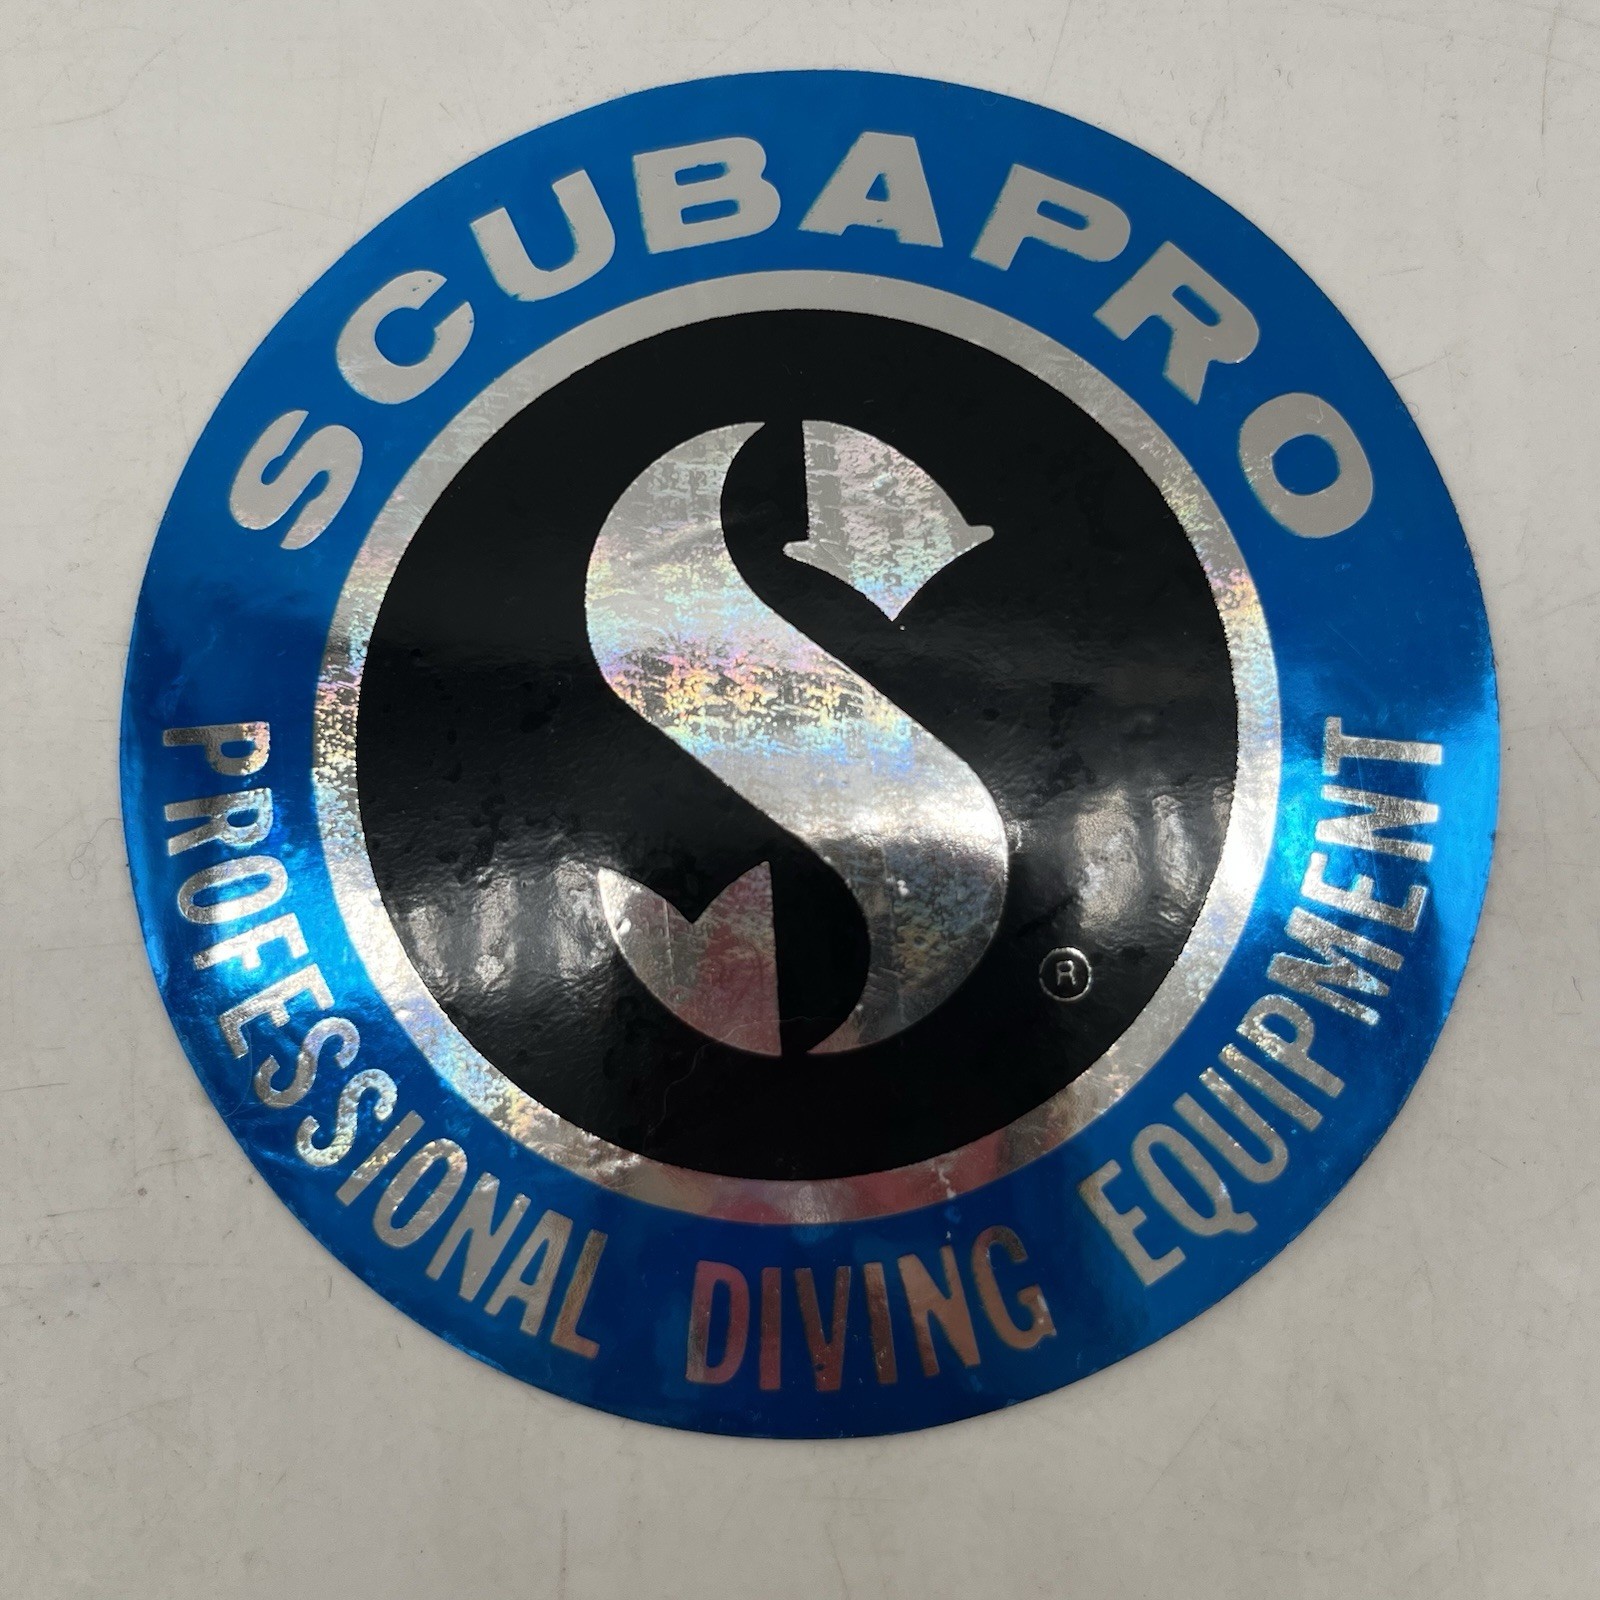 SCUBAPRO
S
®
PROFESSIONAL DIVING EQUIPMENT